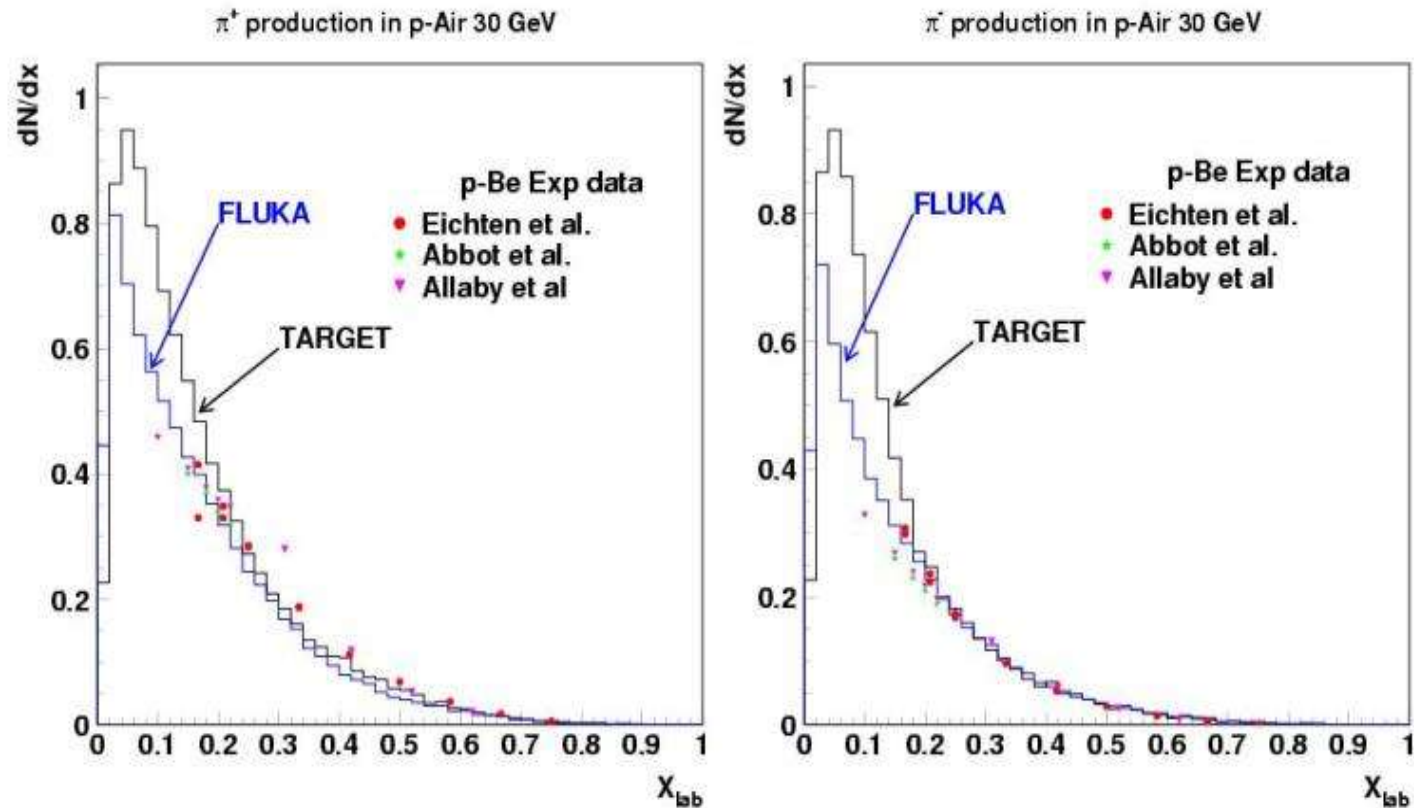 π⁺ production in p-Air 30 GeV
dN/dx
1
0.8
0.6
0.4
0.2
0
p-Be Exp data
Eichten et al.
Abbot et al.
Allaby et al
FLUKA
TARGET
0 0.1 0.2 0.3 0.4 0.5 0.6 0.7 0.8 0.9 1
X_lab
π⁻ production in p-Air 30 GeV
dN/dx
1
0.8
0.6
0.4
0.2
0
p-Be Exp data
FLUKA
Eichten et al.
Abbot et al.
Allaby et al
TARGET
0 0.1 0.2 0.3 0.4 0.5 0.6 0.7 0.8 0.9 1
X_lab